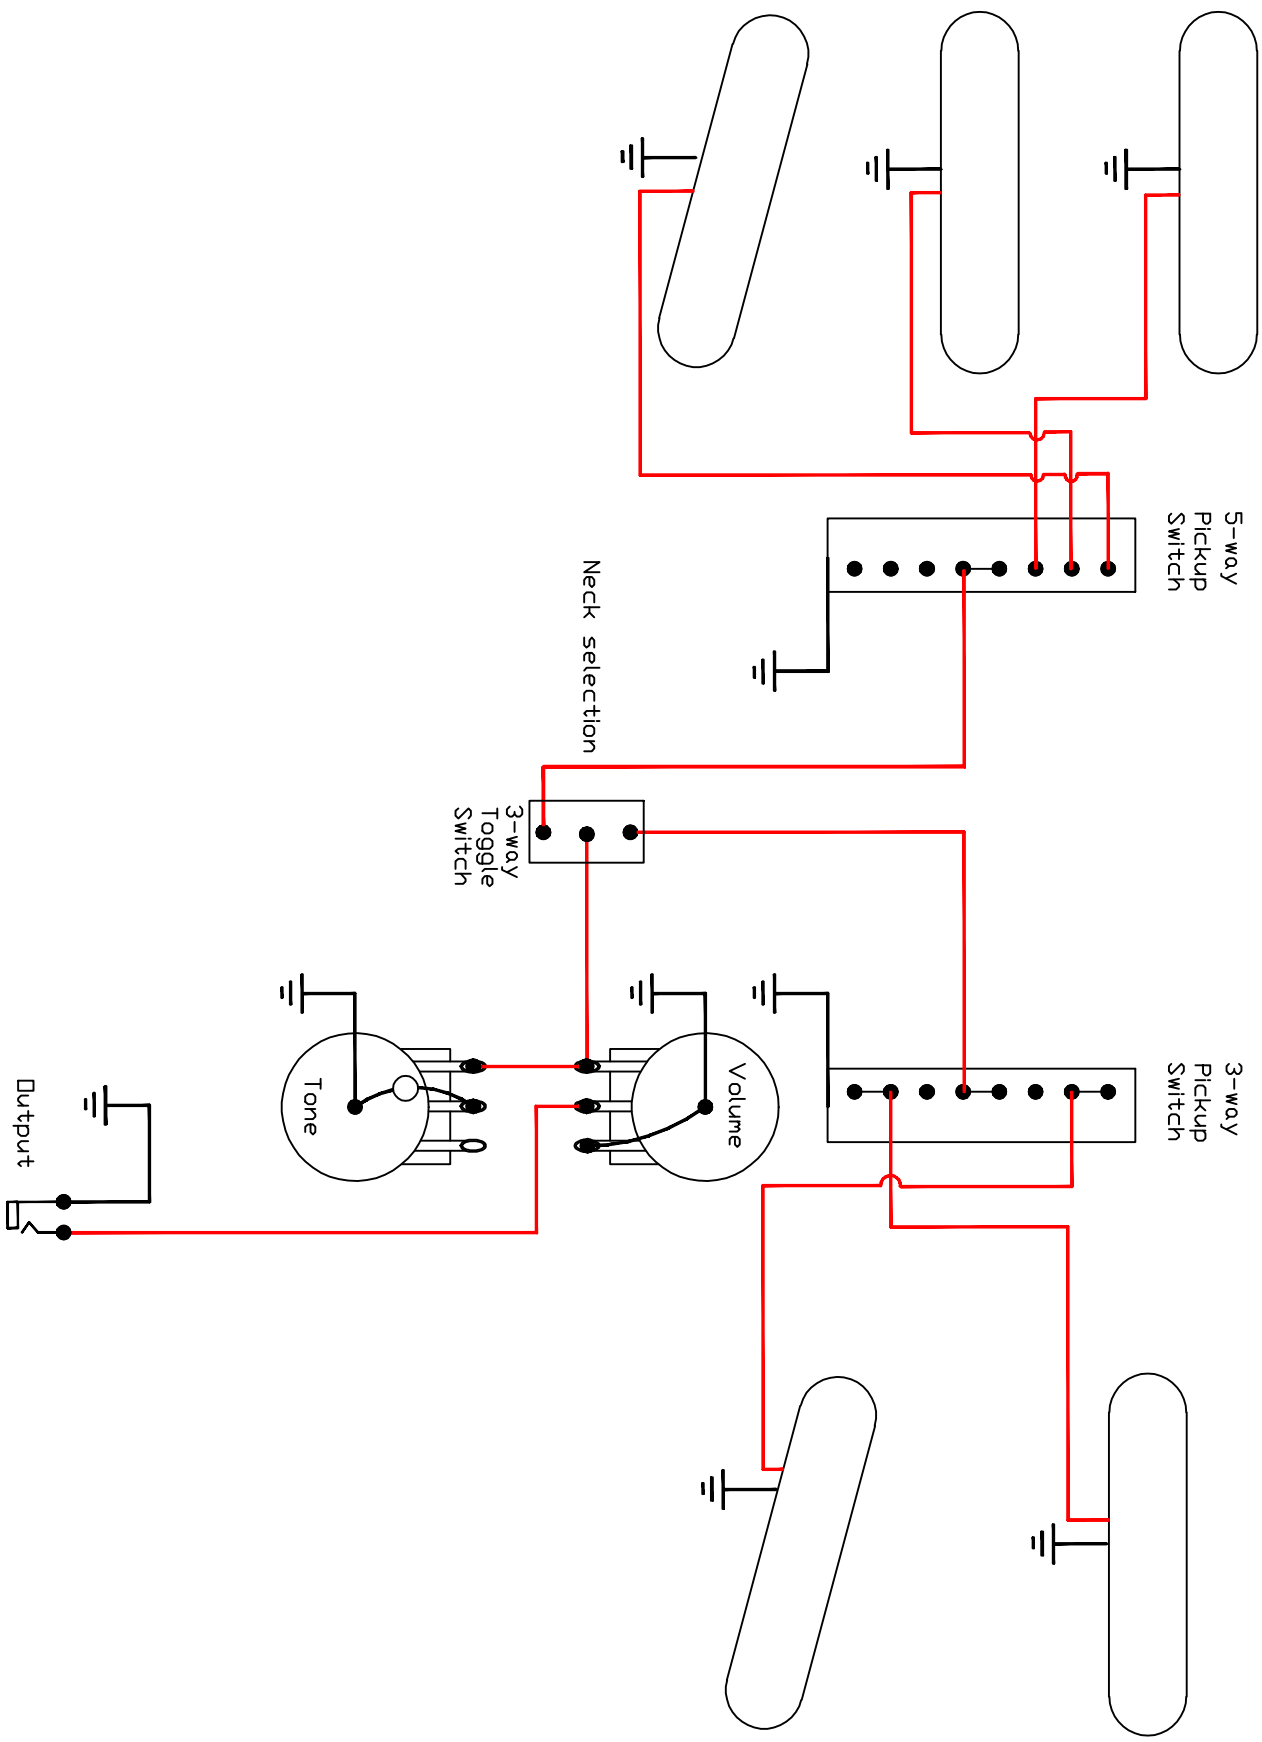 5-way
Pickup
Switch
Neck selection
3-way
Toggle
Switch
3-way
Pickup
Switch
Volume
Tone
Output